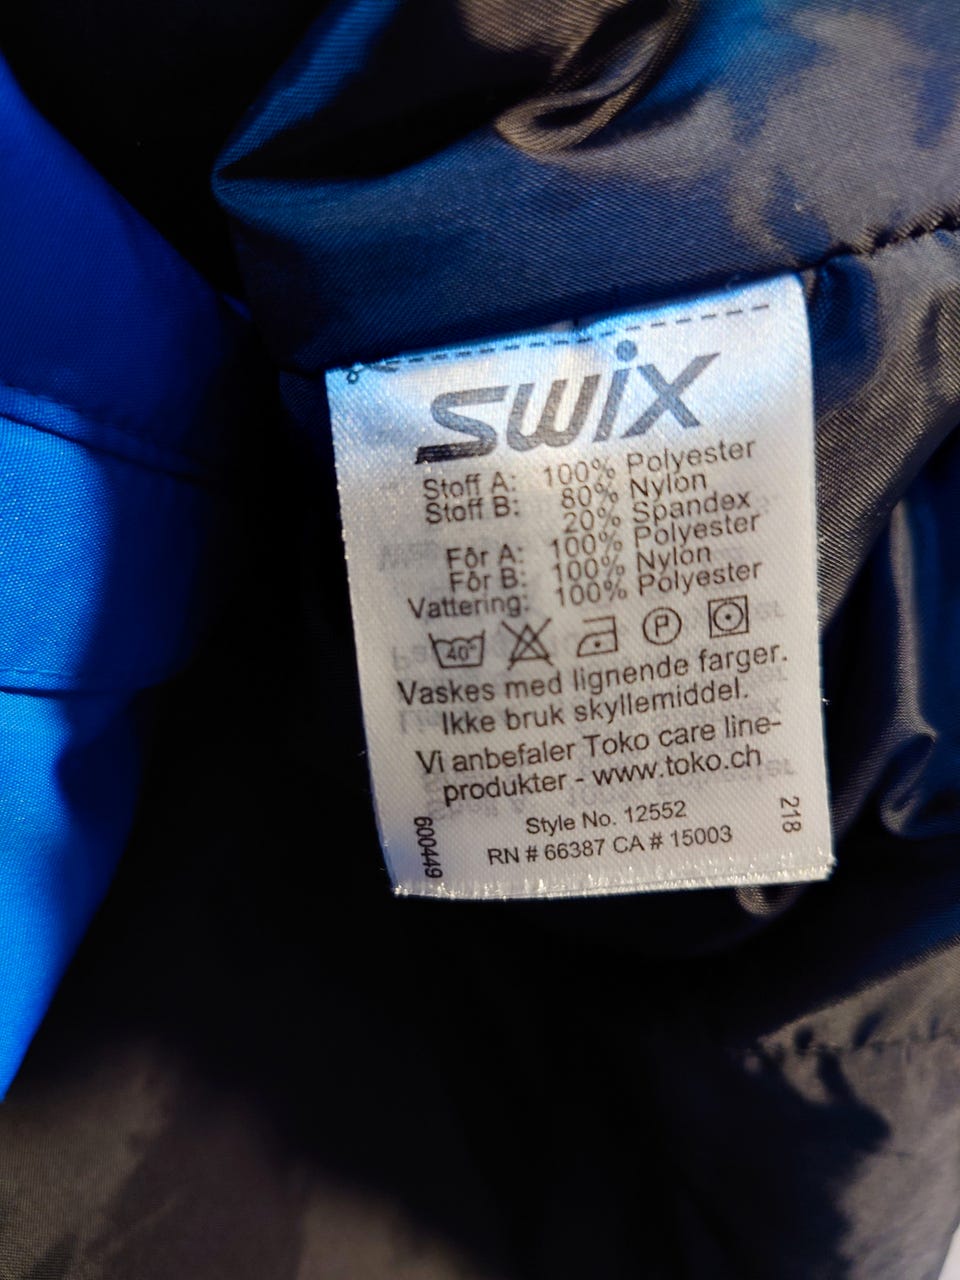 swix
Stoff A: 100% Polyester
Stoff B: 80% Nylon
20% Spandex
Fôr A: 100% Polyester
Fôr B: 100% Nylon
Vattering: 100% Polyester
40° P
Vaskes med lignende farger.
Ikke bruk skyllemiddel.
Vi anbefaler Toko care line-
produkter - www.toko.ch
Style No. 12552
RN # 66387 CA # 15003
600449
218